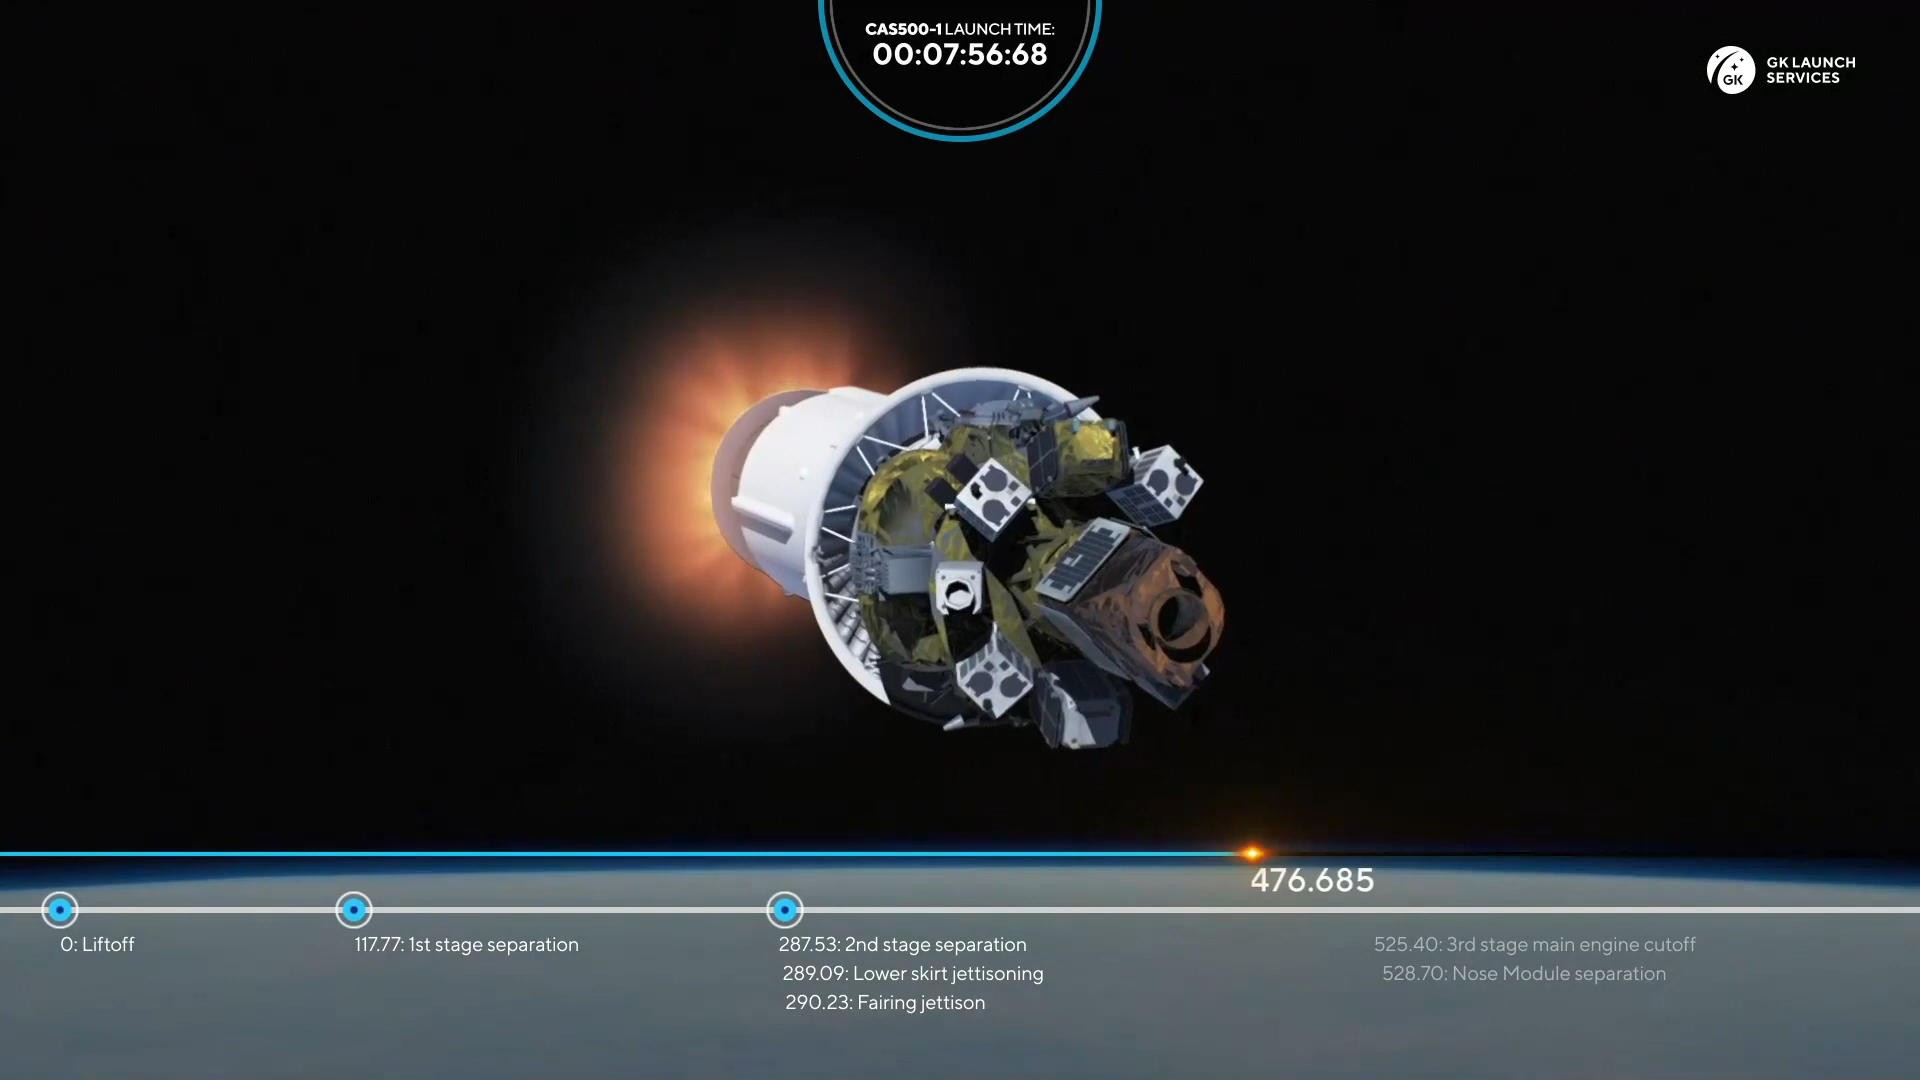 CAS500-1 LAUNCH TIME:
00:07:56:68
GK
GK LAUNCH
SERVICES
476.685
0: Liftoff
117.77: 1st stage separation
287.53: 2nd stage separation
289.09: Lower skirt jettisoning
290.23: Fairing jettison
525.40: 3rd stage main engine cutoff
528.70: Nose Module separation